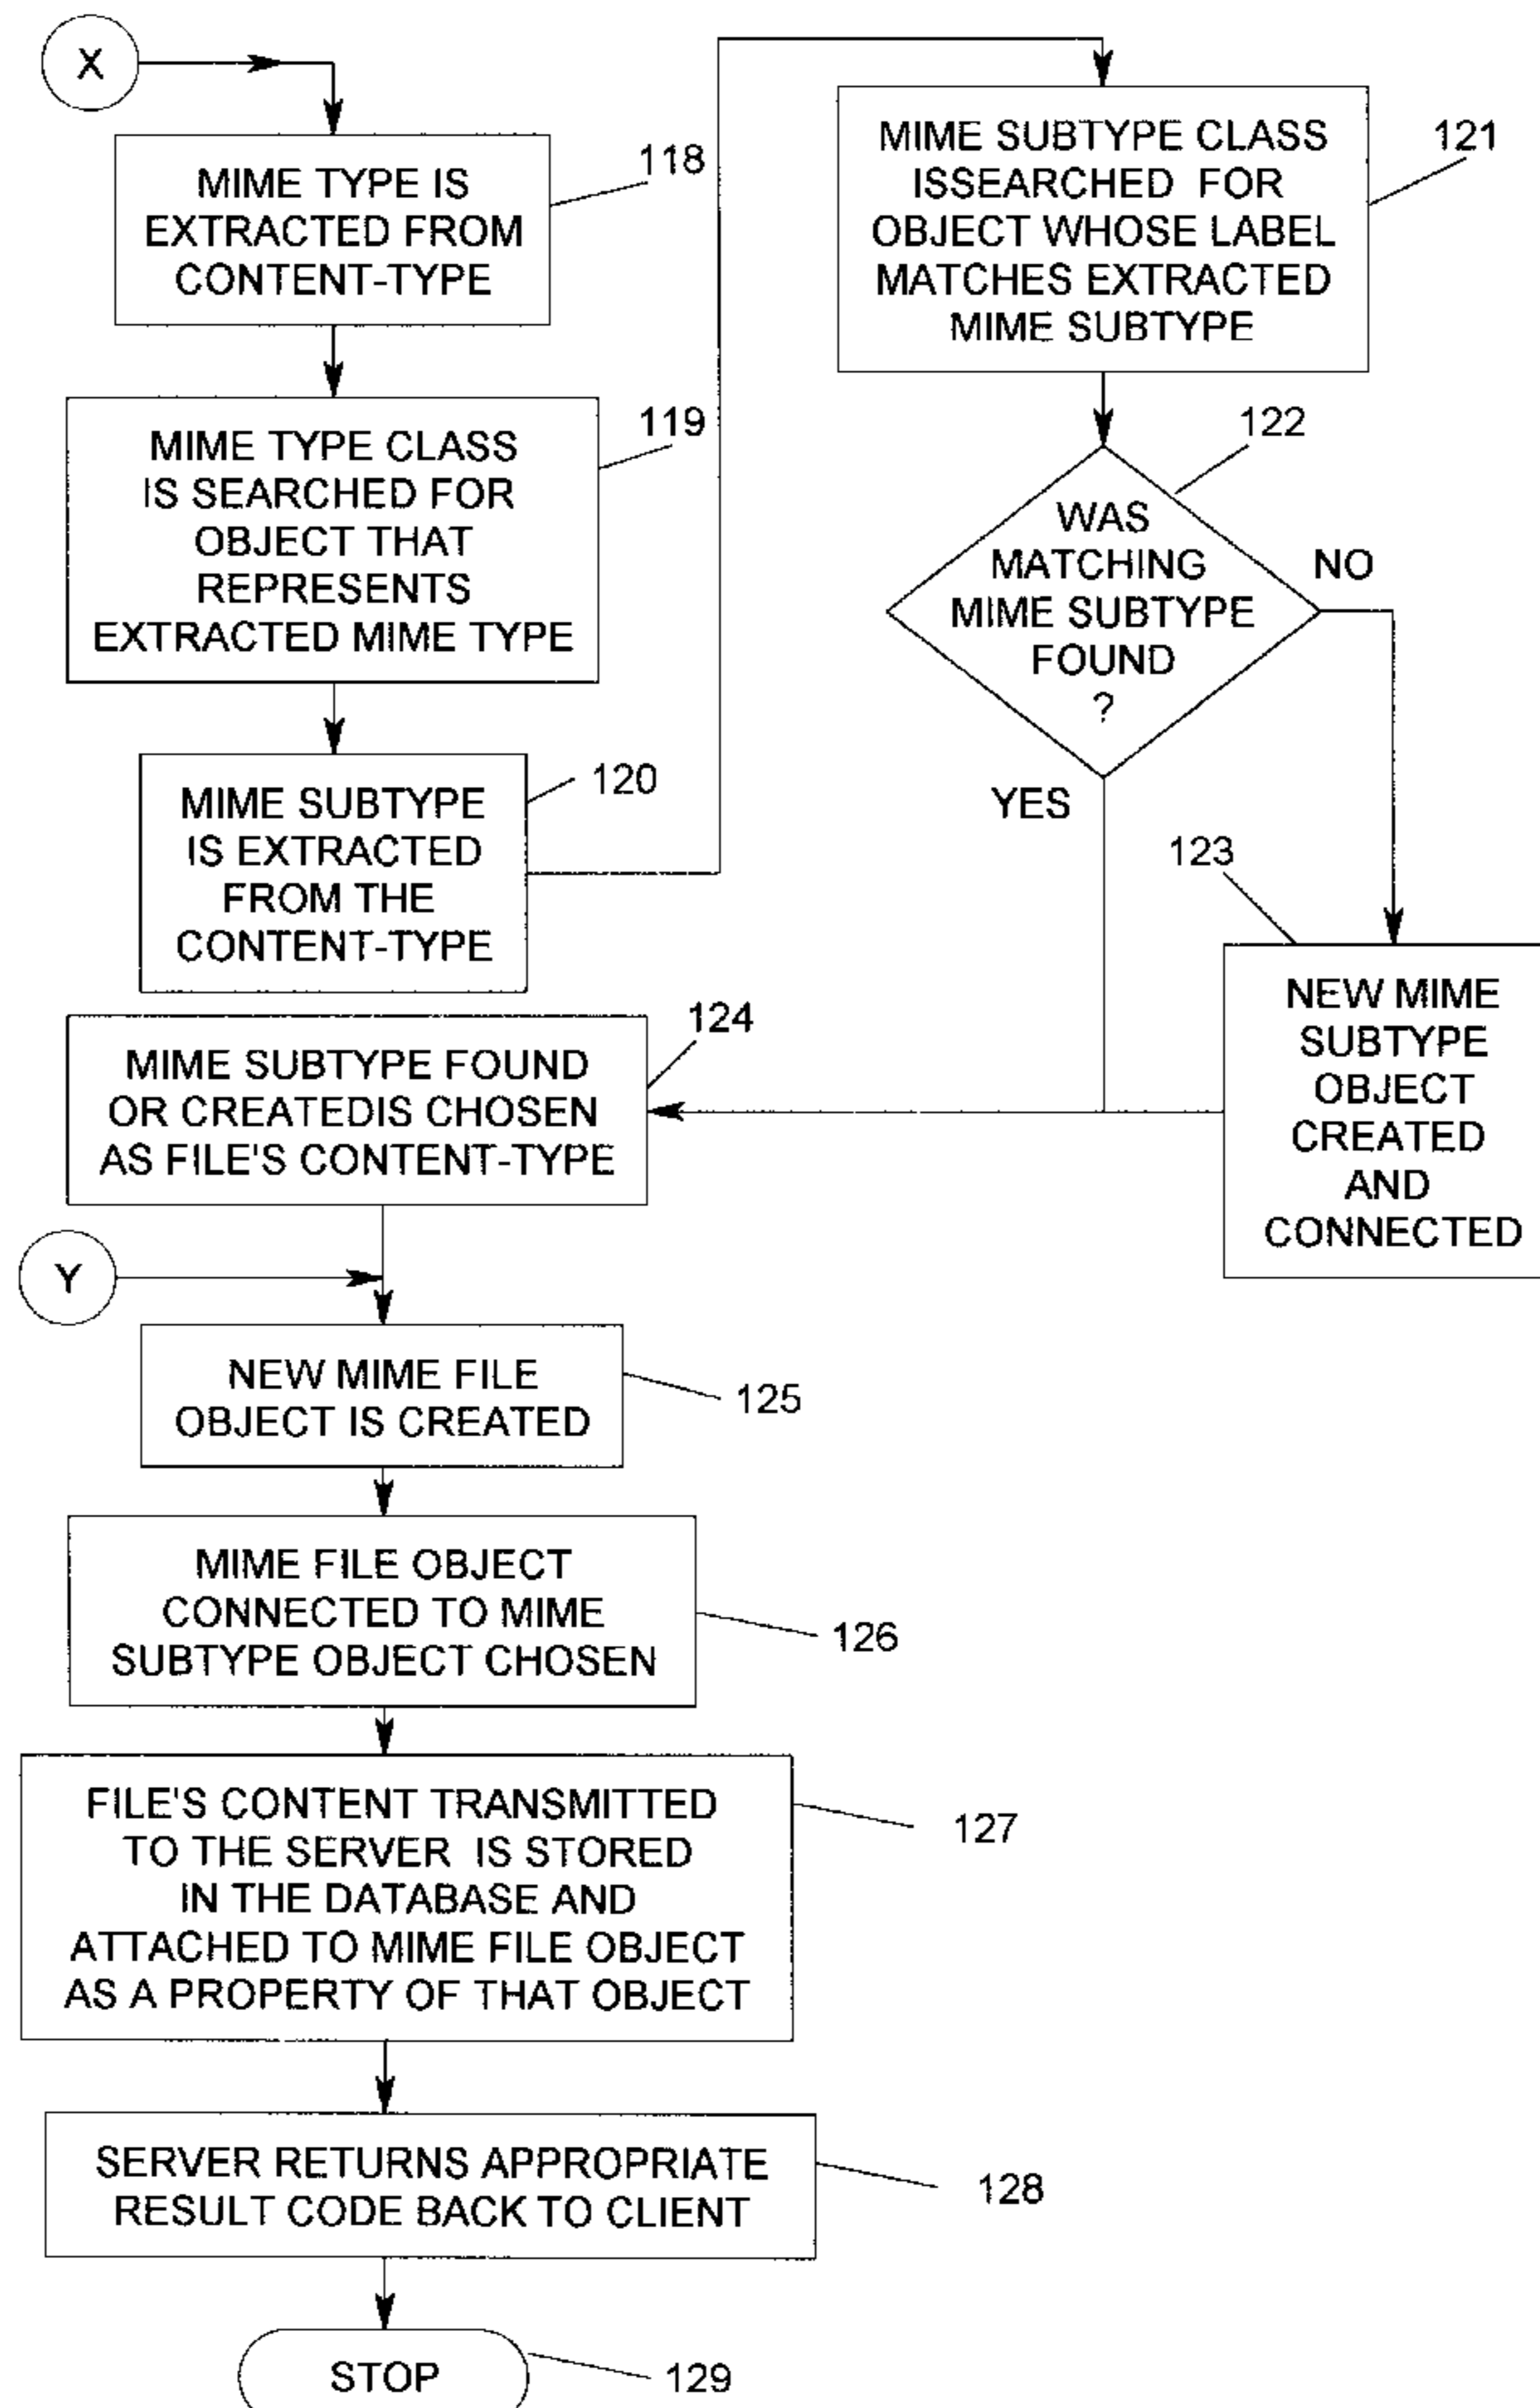 X
MIME TYPE IS
EXTRACTED FROM
CONTENT-TYPE
118
MIME TYPE CLASS
IS SEARCHED FOR
OBJECT THAT
REPRESENTS
EXTRACTED MIME TYPE
119
MIME SUBTYPE
IS EXTRACTED
FROM THE
CONTENT-TYPE
120
MIME SUBTYPE CLASS
ISSEARCHED FOR
OBJECT WHOSE LABEL
MATCHES EXTRACTED
MIME SUBTYPE
121
WAS
MATCHING
MIME SUBTYPE
FOUND
?
122
NO
YES
123
NEW MIME
SUBTYPE
OBJECT
CREATED
AND
CONNECTED
124
MIME SUBTYPE FOUND
OR CREATEDIS CHOSEN
AS FILE'S CONTENT-TYPE
Y
NEW MIME FILE
OBJECT IS CREATED
125
MIME FILE OBJECT
CONNECTED TO MIME
SUBTYPE OBJECT CHOSEN
126
FILE'S CONTENT TRANSMITTED
TO THE SERVER IS STORED
IN THE DATABASE AND
ATTACHED TO MIME FILE OBJECT
AS A PROPERTY OF THAT OBJECT
127
SERVER RETURNS APPROPRIATE
RESULT CODE BACK TO CLIENT
128
STOP
129